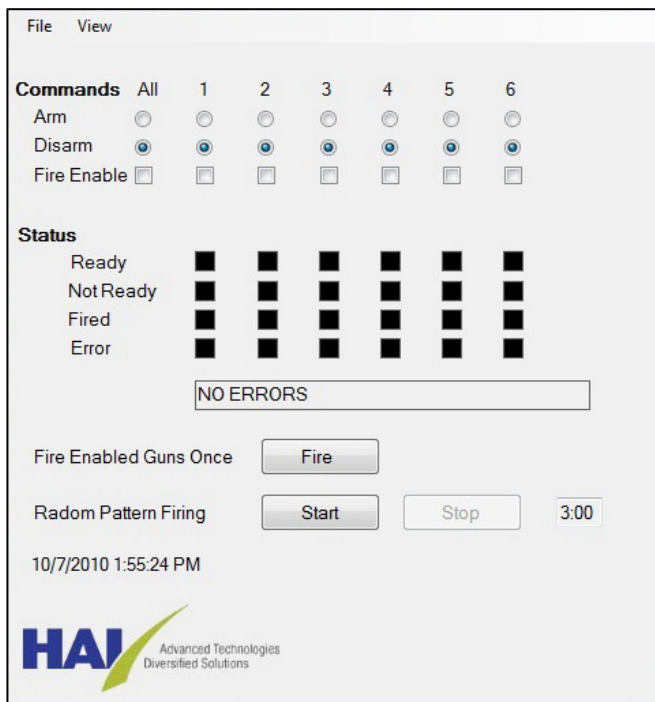 File View
Commands All 1 2 3 4 5 6
Arm
Disarm
Fire Enable
Status
Ready
Not Ready
Fired
Error
NO ERRORS
Fire Enabled Guns Once Fire
Radom Pattern Firing Start Stop 3:00
10/7/2010 1:55:24 PM
HAI Advanced Technologies
Diversified Solutions